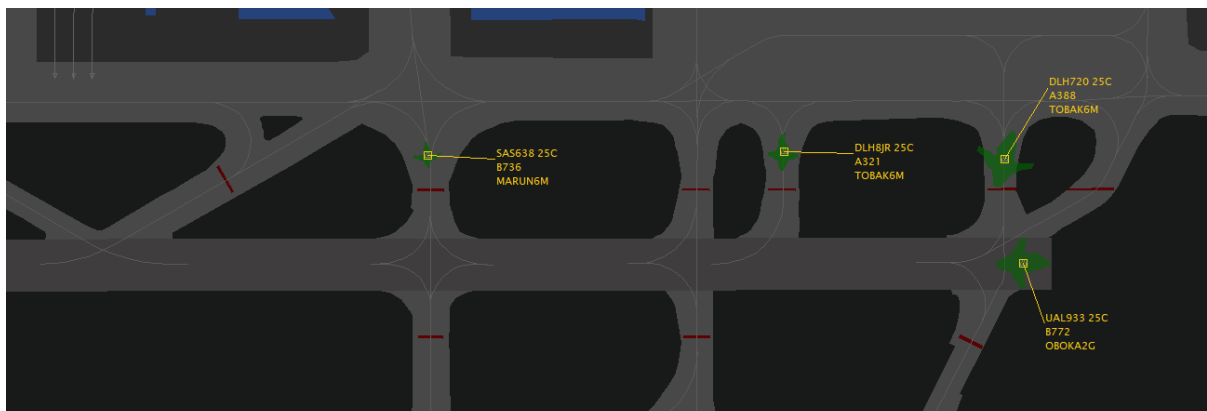 DLH720 25C
A388
TOBAK6M
SAS638 25C
B736
MARUN6M
DLH8JR 25C
A321
TOBAK6M
UAL933 25C
B772
OBOKA2G